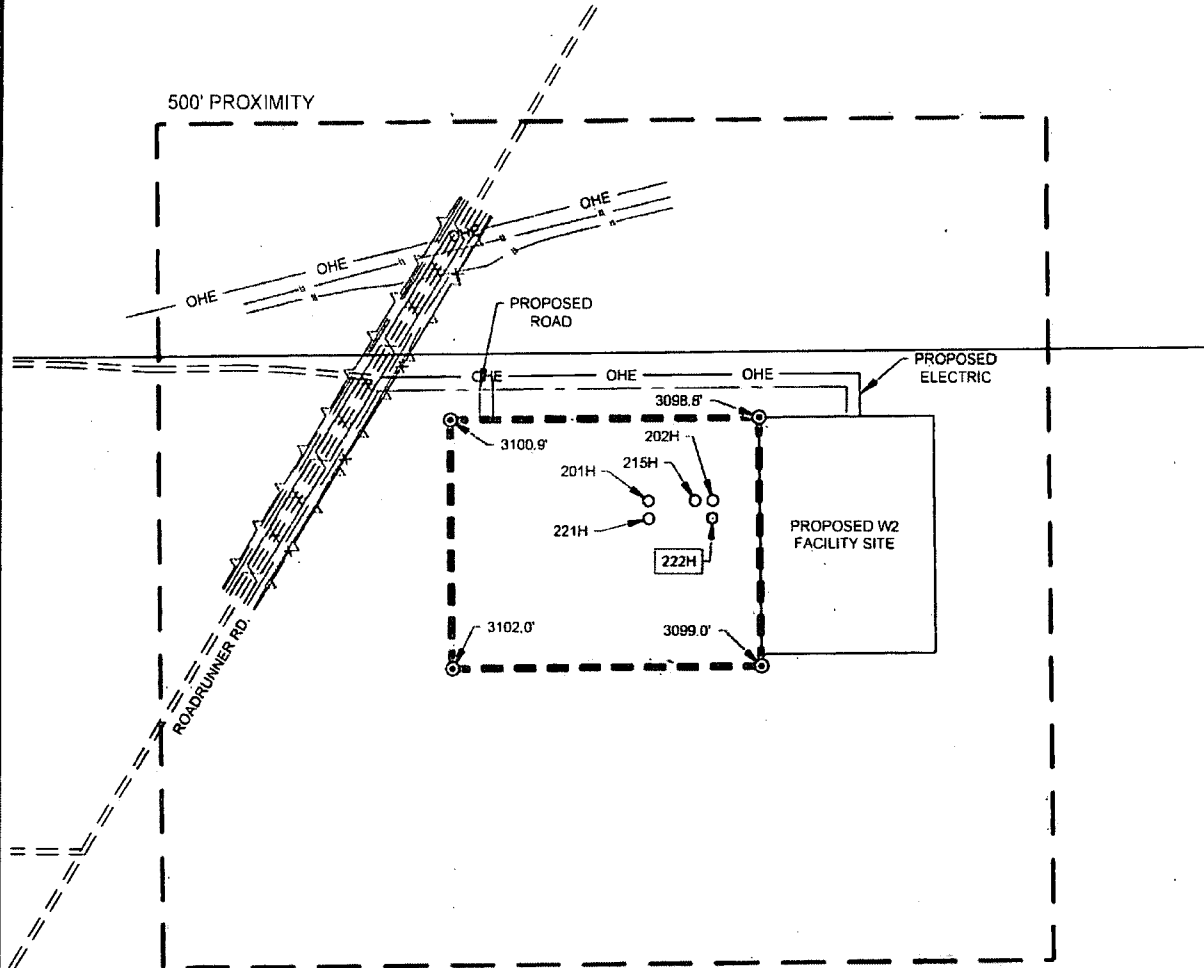 500' PROXIMITY
OHE
OHE
OHE
OHE
PROPOSED
ROAD
PROPOSED
ELECTRIC
OHE
OHE
OHE
3098.8'
3100.9'
202H
215H
201H
221H
222H
PROPOSED W2
FACILITY SITE
3102.0'
3099.0'
ROADRUNNER RD.